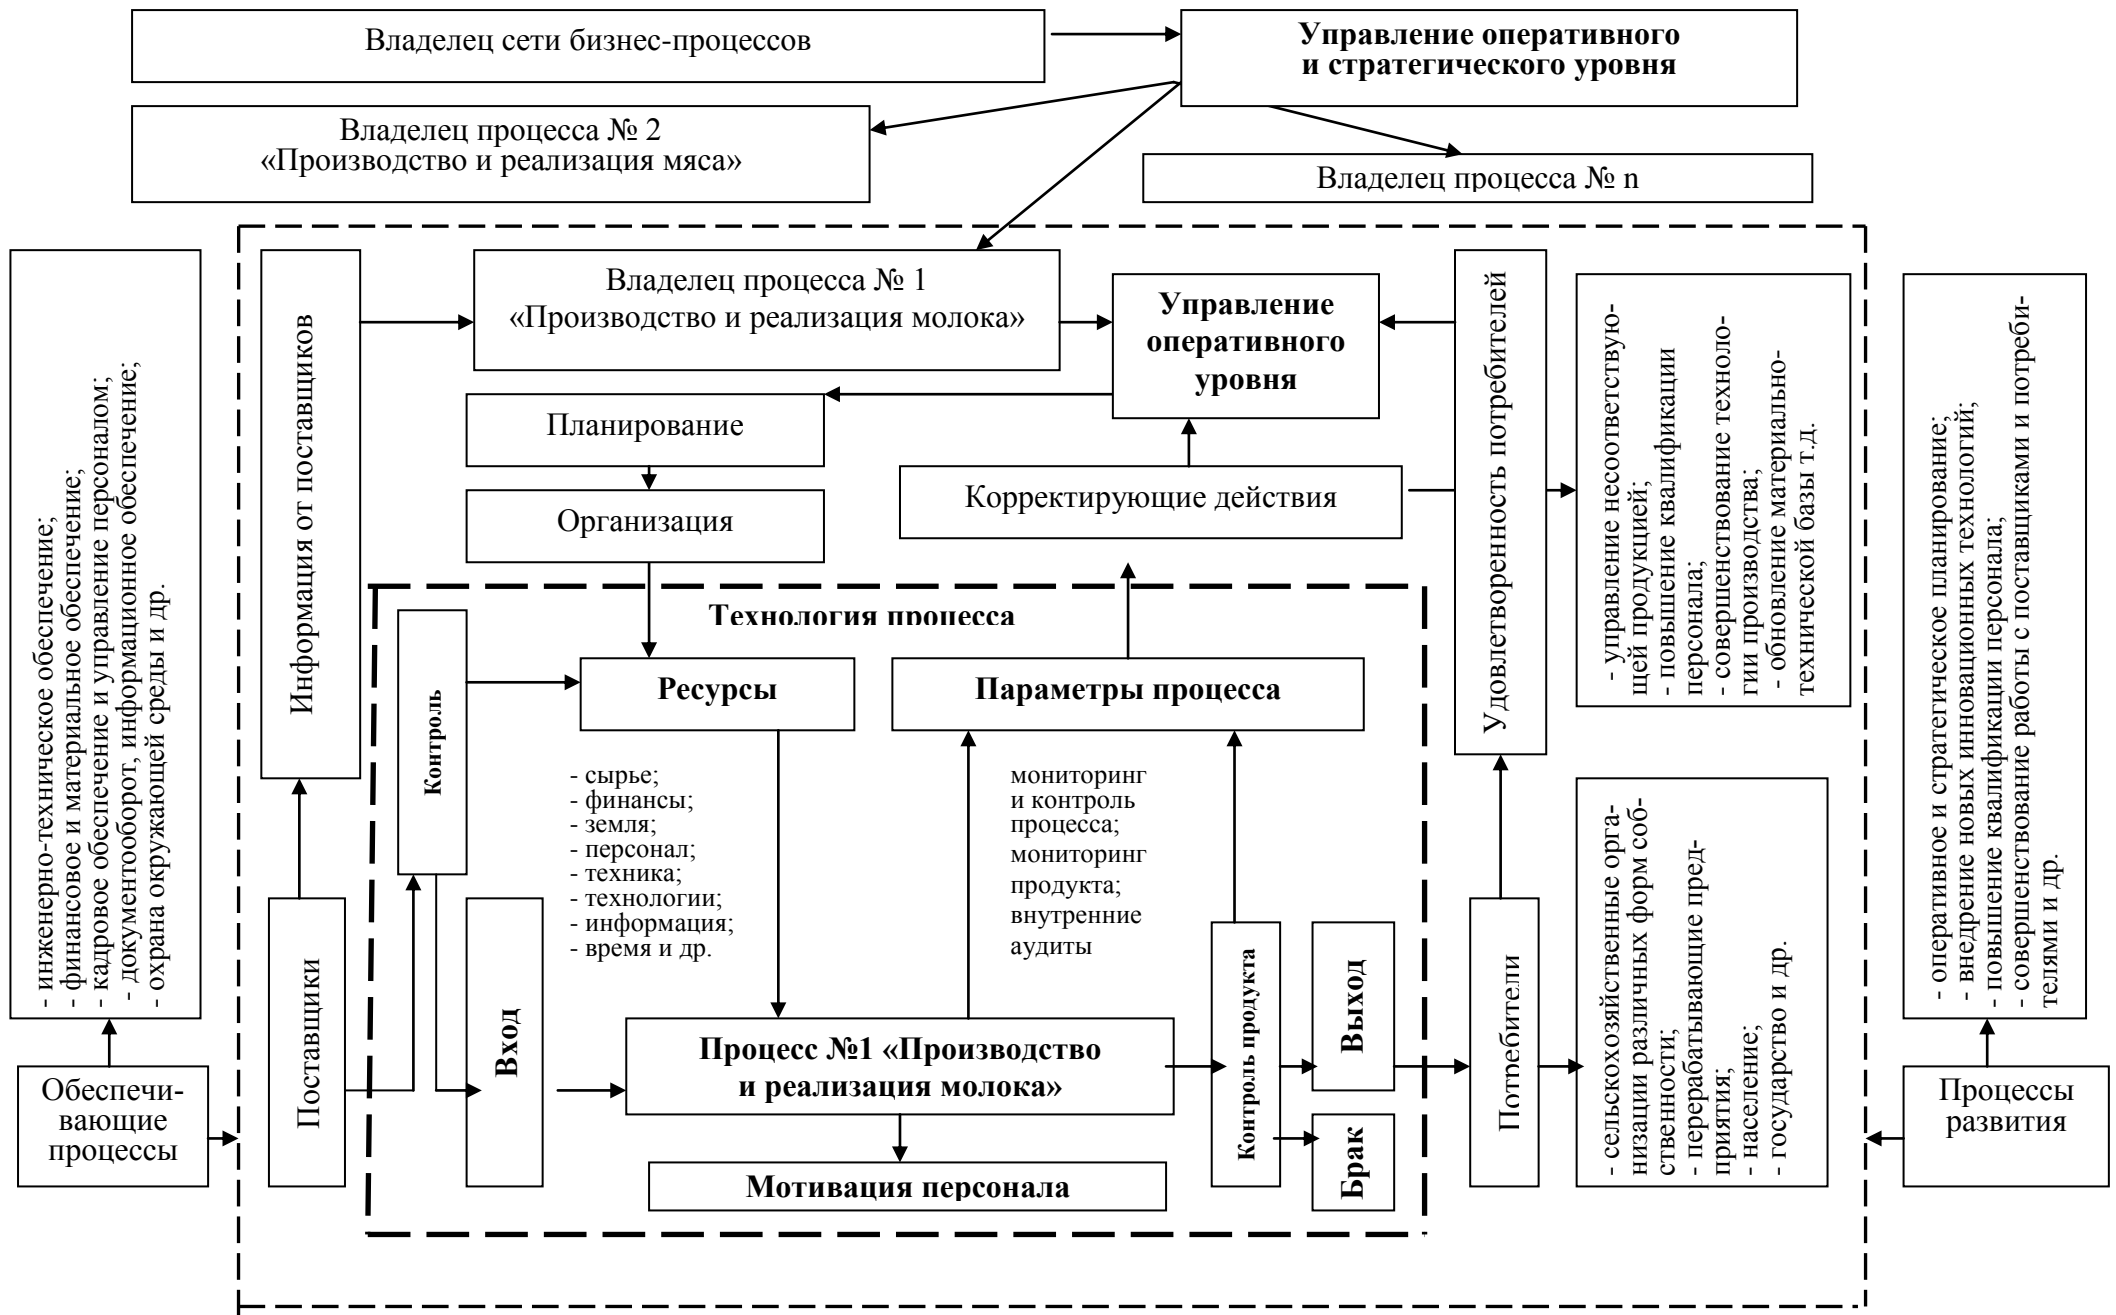 Владелец сети бизнес-процессов
Управление оперативного
и стратегического уровня
Владелец процесса № 2
«Производство и реализация мяса»
Владелец процесса № n
- инженерно-техническое обеспечение;
- финансовое и материальное обеспечение;
- кадровое обеспечение и управление персоналом;
- документооборот, информационное обеспечение;
- охрана окружающей среды и др.
Обеспечи-
вающие
процессы
Информация от поставщиков
Поставщики
Владелец процесса № 1
«Производство и реализация молока»
Управление
оперативного
уровня
Планирование
Организация
Корректирующие действия
Технология процесса
Контроль
Ресурсы
Параметры процесса
- сырье;
- финансы;
- земля;
- персонал;
- техника;
- технологии;
- информация;
- время и др.
мониторинг
и контроль
процесса;
мониторинг
продукта;
внутренние
аудиты
Вход
Процесс №1 «Производство
и реализация молока»
Мотивация персонала
Контроль продукта
Выход
Брак
Удовлетворенность потребителей
Потребители
- управление несоответствую-
щей продукцией;
- повышение квалификации
персонала;
- совершенствование техноло-
гии производства;
- обновление материально-
технической базы т.д.
- сельскохозяйственные орга-
низации различных форм соб-
ственности;
- перерабатывающие пред-
приятия;
- население;
- государство и др.
- оперативное и стратегическое планирование;
- внедрение новых инновационных технологий;
- повышение квалификации персонала;
- совершенствование работы с поставщиками и потреби-
телями и др.
Процессы
развития